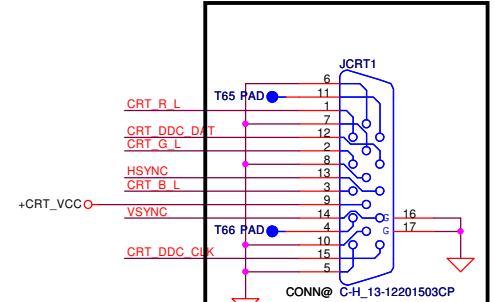 JCRT1
6
T65 PAD 11
CRT_R_L 1
7
CRT_DDC_DAT 12
CRT_G_L 2
8
HSYNC 13
CRT_B_L 3
+CRT_VCC 9
VSYNC 14 G 16
T66 PAD 4 G 17
10
CRT_DDC_CLK 15
5
CONN@ C-H_13-12201503CP